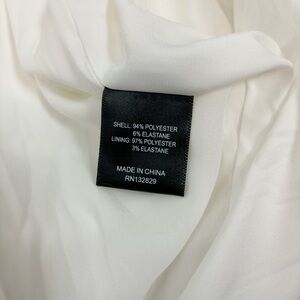 SHELL: 94% POLYESTER
6% ELASTANE
LINING: 97% POLYESTER
3% ELASTANE
MADE IN CHINA
RN132829